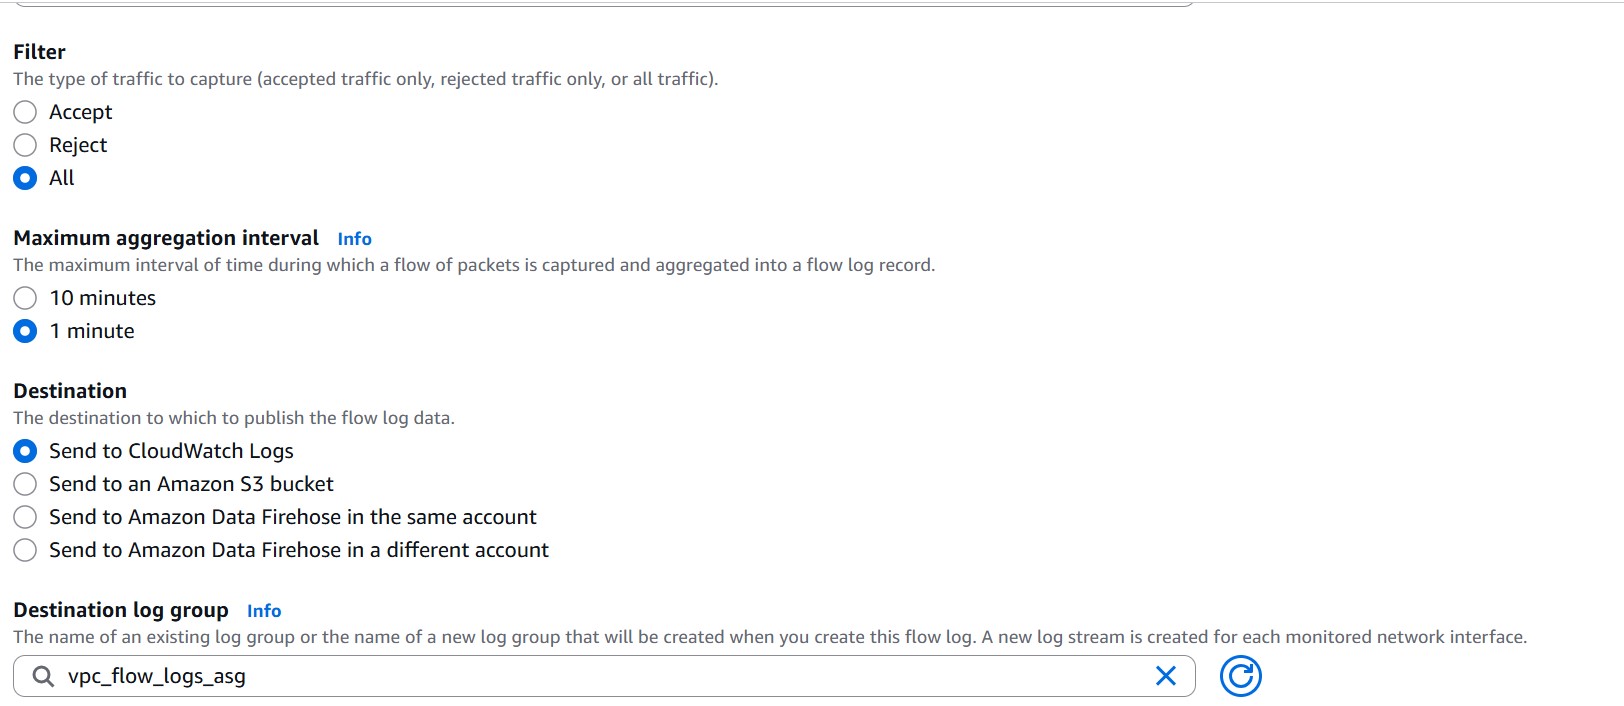 Filter
The type of traffic to capture (accepted traffic only, rejected traffic only, or all traffic).
Accept
Reject
All
Maximum aggregation interval Info
The maximum interval of time during which a flow of packets is captured and aggregated into a flow log record.
10 minutes
1 minute
Destination
The destination to which to publish the flow log data.
Send to CloudWatch Logs
Send to an Amazon S3 bucket
Send to Amazon Data Firehose in the same account
Send to Amazon Data Firehose in a different account
Destination log group Info
The name of an existing log group or the name of a new log group that will be created when you create this flow log. A new log stream is created for each monitored network interface.
vpc_flow_logs_asg